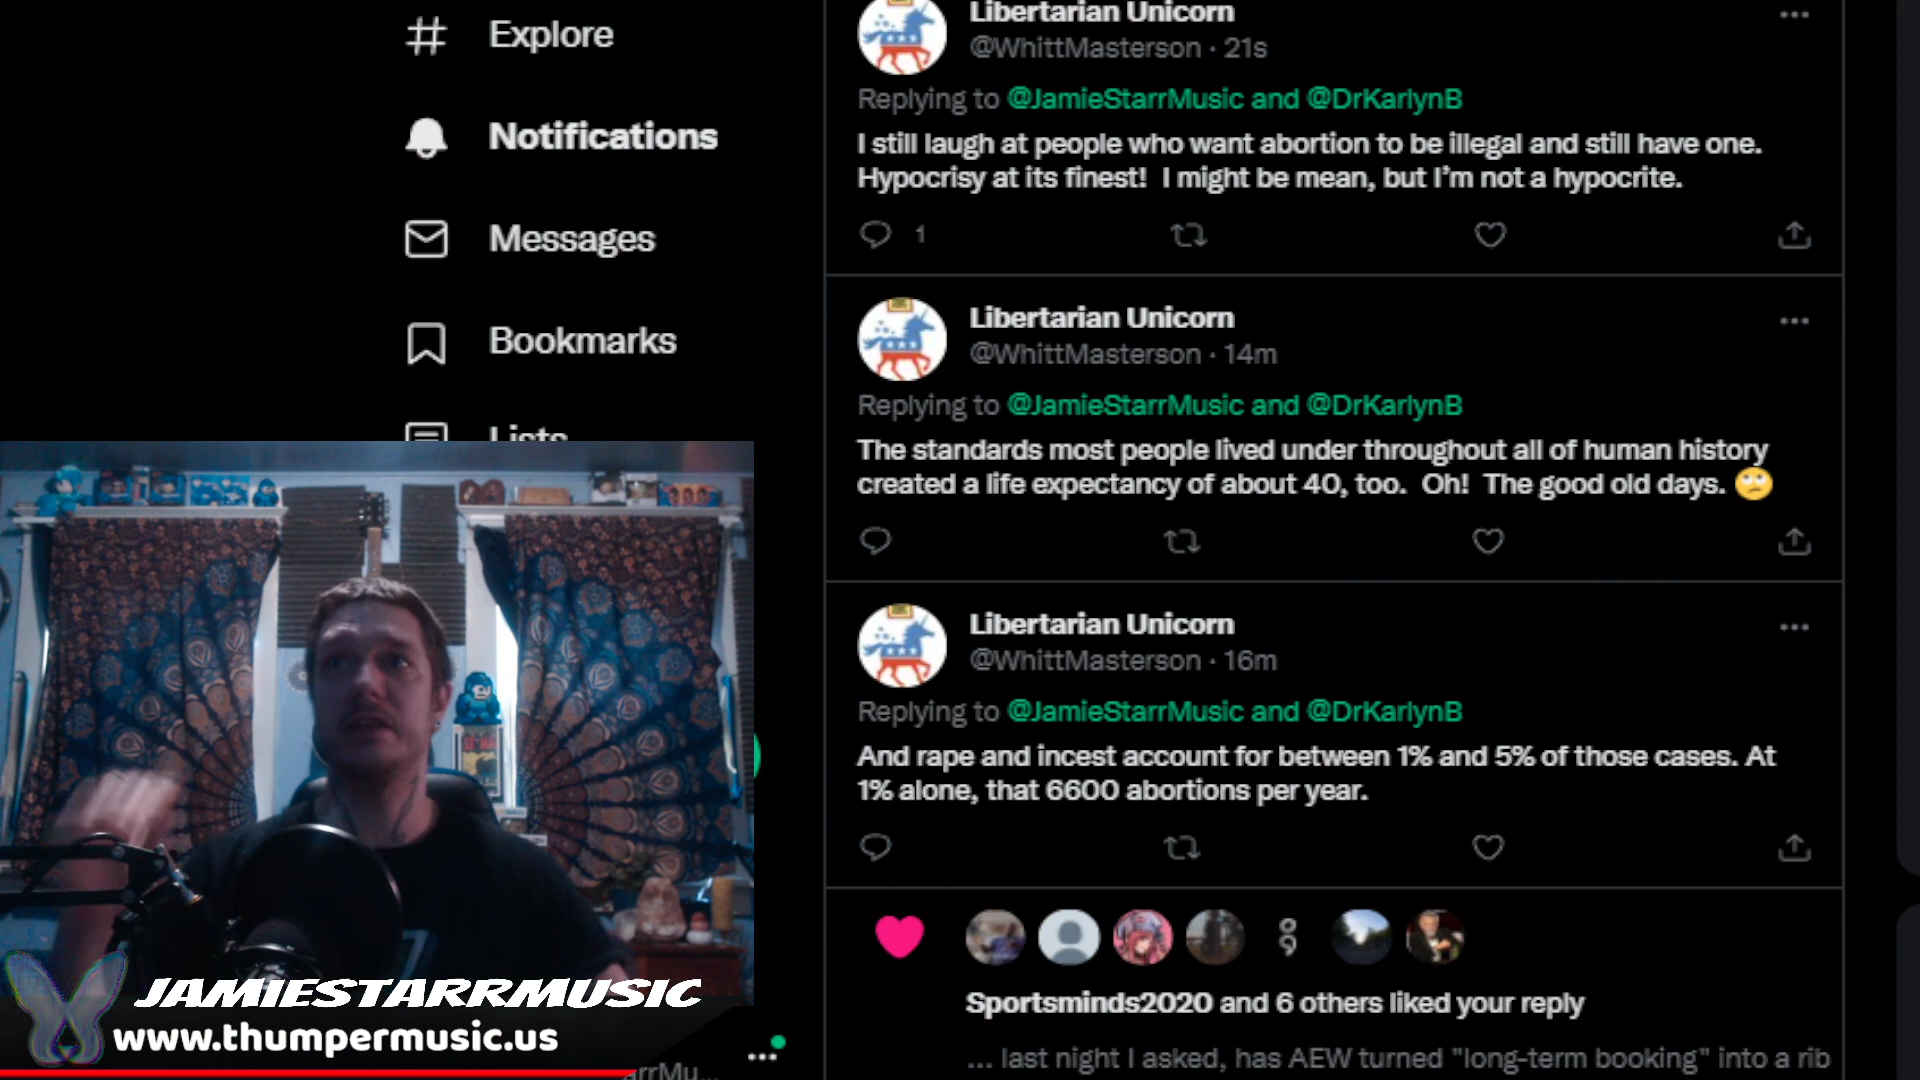 Explore
Notifications
Messages
Bookmarks
Lists
Libertarian Unicorn
@WhittMasterson · 21s
Replying to @JamieStarrMusic and @DrKarlynB
I still laugh at people who want abortion to be illegal and still have one.
Hypocrisy at its finest! I might be mean, but I'm not a hypocrite.
1
Libertarian Unicorn
@WhittMasterson · 14m
Replying to @JamieStarrMusic and @DrKarlynB
The standards most people lived under throughout all of human history
created a life expectancy of about 40, too. Oh! The good old days. 🙄
Libertarian Unicorn
@WhittMasterson · 16m
Replying to @JamieStarrMusic and @DrKarlynB
And rape and incest account for between 1% and 5% of those cases. At
1% alone, that 6600 abortions per year.
Sportsminds2020 and 6 others liked your reply
... last night I asked, has AEW turned "long-term booking" into a rib
JAMIESTARRMUSIC
www.thumpermusic.us